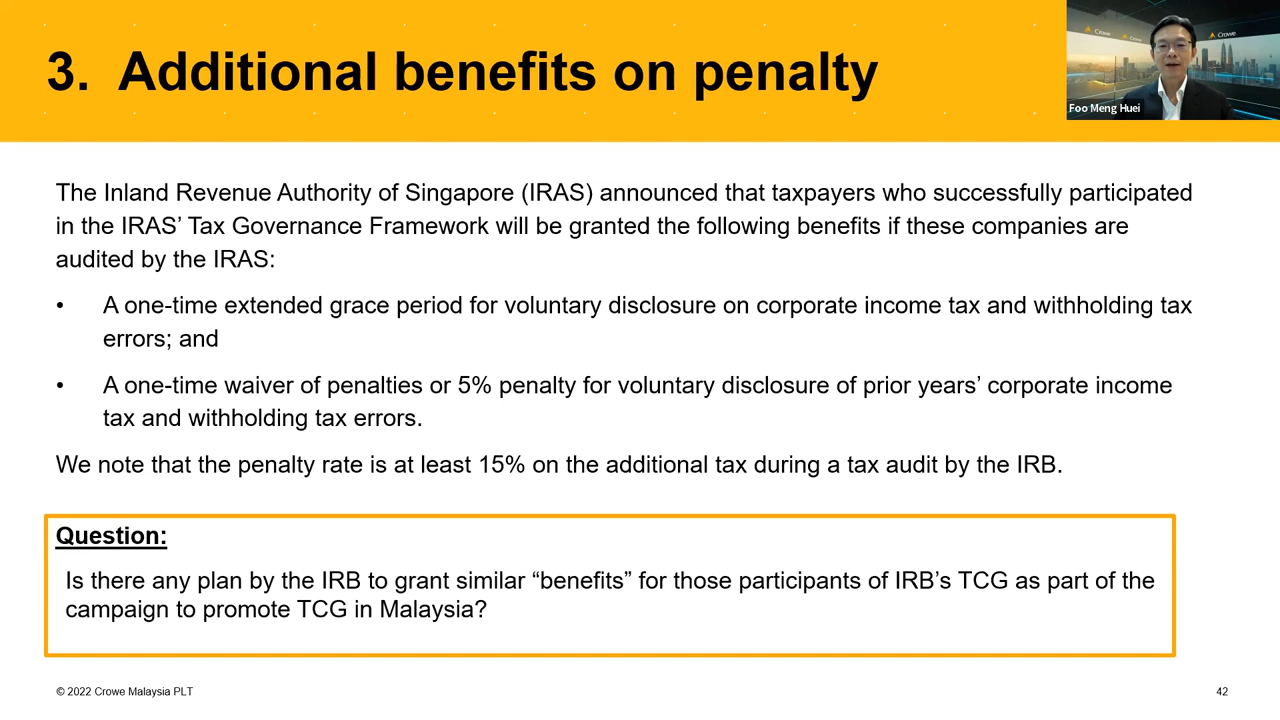 3. Additional benefits on penalty
Crowe
Crowe
Crowe
Foo Meng Huei
The Inland Revenue Authority of Singapore (IRAS) announced that taxpayers who successfully participated
in the IRAS’ Tax Governance Framework will be granted the following benefits if these companies are
audited by the IRAS:
• A one-time extended grace period for voluntary disclosure on corporate income tax and withholding tax
errors; and
• A one-time waiver of penalties or 5% penalty for voluntary disclosure of prior years’ corporate income
tax and withholding tax errors.
We note that the penalty rate is at least 15% on the additional tax during a tax audit by the IRB.
Question:
Is there any plan by the IRB to grant similar “benefits” for those participants of IRB’s TCG as part of the
campaign to promote TCG in Malaysia?
© 2022 Crowe Malaysia PLT
42